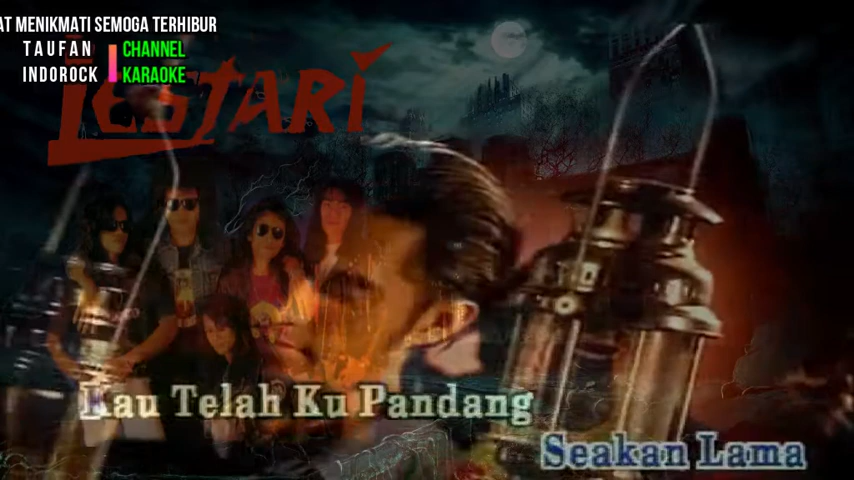 AT MENIKMATI SEMOGA TERHIBUR
TAUFAN CHANNEL
INDOROCK KARAOKE
lestari
Kau Telah Ku Pandang
Seakan Lama